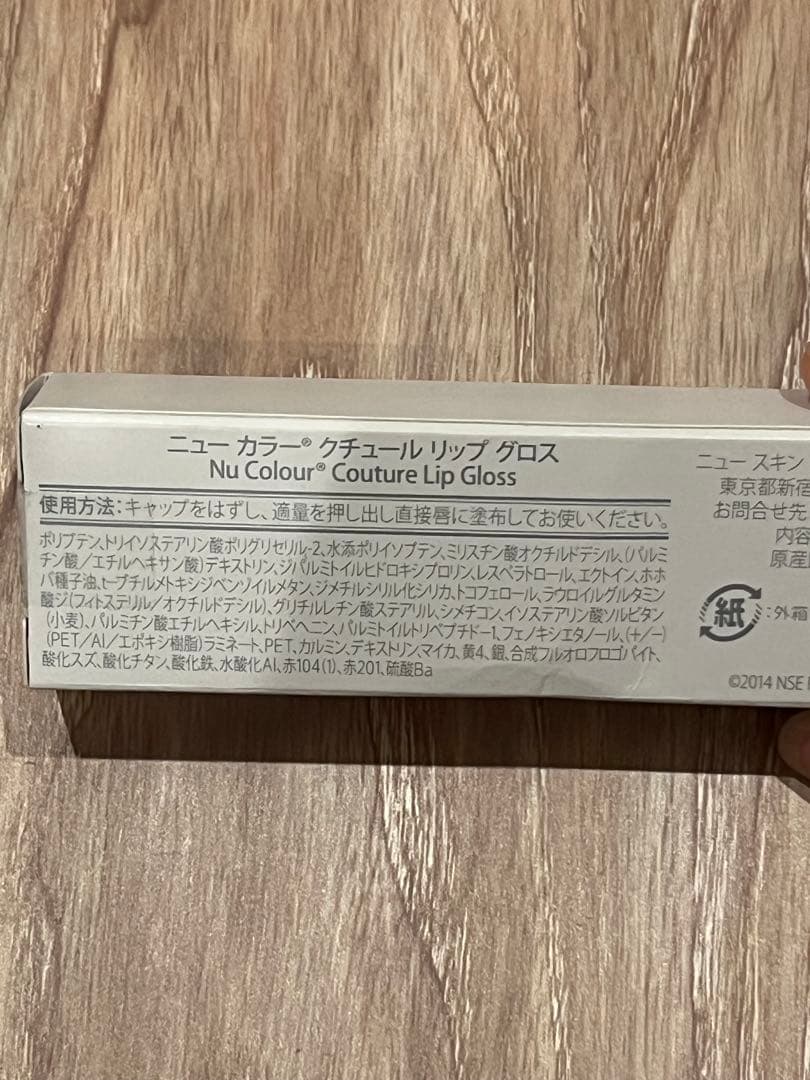 ニュー カラー® クチュール リップ グロス
Nu Colour® Couture Lip Gloss
使用方法:キャップをはずし、適量を押し出し直接唇に塗布してお使いください。
ポリブテン、トリイソステアリン酸ポリグリセリル-2、水添ポリイソブテン、ミリスチン酸オクチルドデシル、(パルミ
チン酸/エチルヘキサン酸)デキストリン、ジパルミトイルヒドロキシプロリン、レスベラトロール、エクトイン、ホホ
バ種子油、t-ブチルメトキシジベンゾイルメタン、ジメチルシリル化シリカ、トコフェロール、ラウロイルグルタミン
酸ジ(フィトステリル/オクチルドデシル)、グリチルレチン酸ステアリル、シメチコン、イソステアリン酸ソルビタン
(小麦)、パルミチン酸エチルヘキシル、トリベヘニン、パルミトイルトリペプチド-1、フェノキシエタノール、(+/-)
(PET/Al/エポキシ樹脂)ラミネート、PET、カルミン、デキストリン、マイカ、黄4、銀、合成フルオロフロゴパイト、
酸化スズ、酸化チタン、酸化鉄、水酸化Al、赤104(1)、赤201、硫酸Ba
ニュー スキン
東京都新宿
お問合せ先
内容
原産
紙
:外箱
©2014 NSE